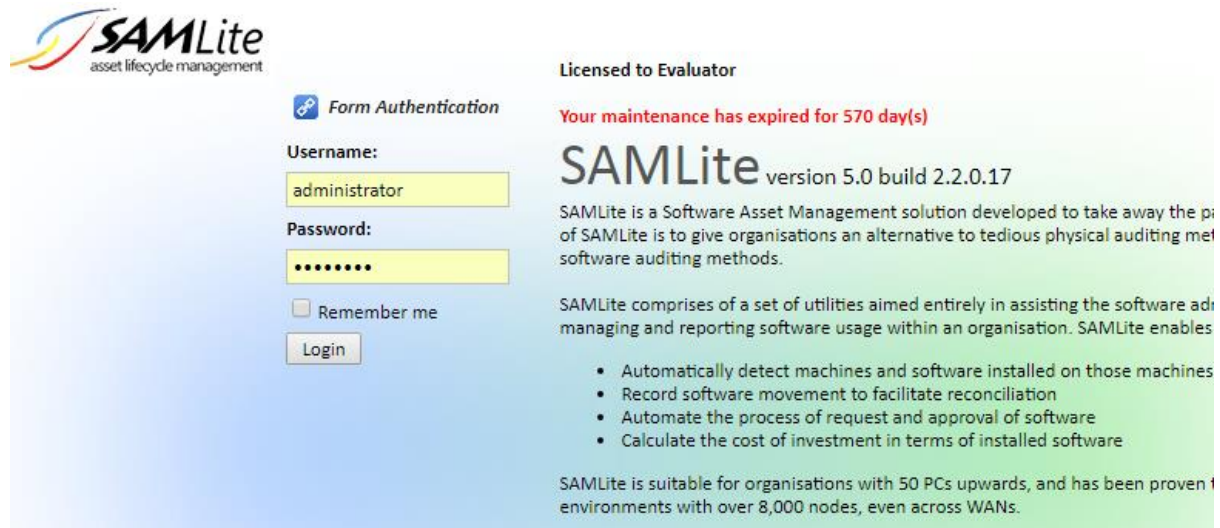 SAMLite
asset lifecycle management
Form Authentication
Username:
administrator
Password:
Remember me
Login
Licensed to Evaluator
Your maintenance has expired for 570 day(s)
SAMLite version 5.0 build 2.2.0.17
SAMLite is a Software Asset Management solution developed to take away the
of SAMLite is to give organisations an alternative to tedious physical auditing
software auditing methods.
SAMLite comprises of a set of utilities aimed entirely in assisting the software
managing and reporting software usage within an organisation. SAMLite enables
• Automatically detect machines and software installed on those machines
• Record software movement to facilitate reconciliation
• Automate the process of request and approval of software
• Calculate the cost of investment in terms of installed software
SAMLite is suitable for organisations with 50 PCs upwards, and has been proven
environments with over 8,000 nodes, even across WANs.